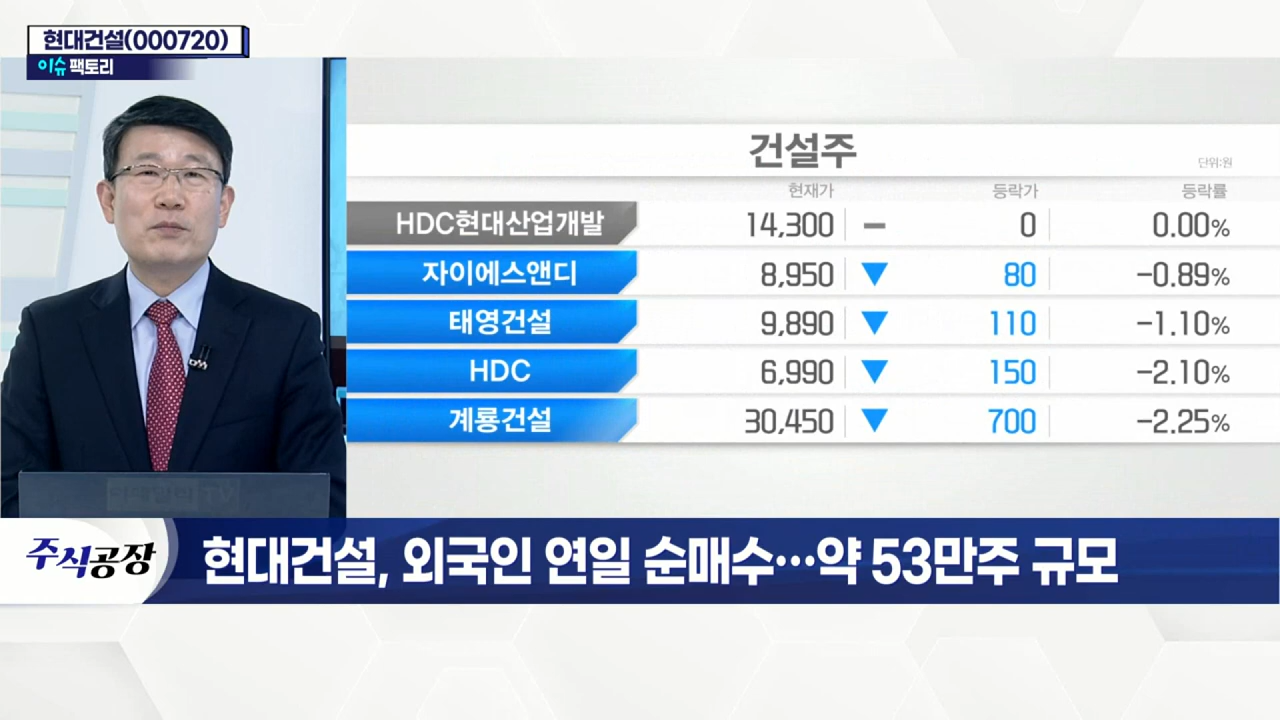 현대건설(000720)
이슈 팩토리
건설주
단위:원
현재가 등락가 등락률
HDC현대산업개발 14,300 – 0 0.00%
자이에스앤디 8,950 ▼ 80 -0.89%
태영건설 9,890 ▼ 110 -1.10%
HDC 6,990 ▼ 150 -2.10%
계룡건설 30,450 ▼ 700 -2.25%
주식공장
현대건설, 외국인 연일 순매수…약 53만주 규모